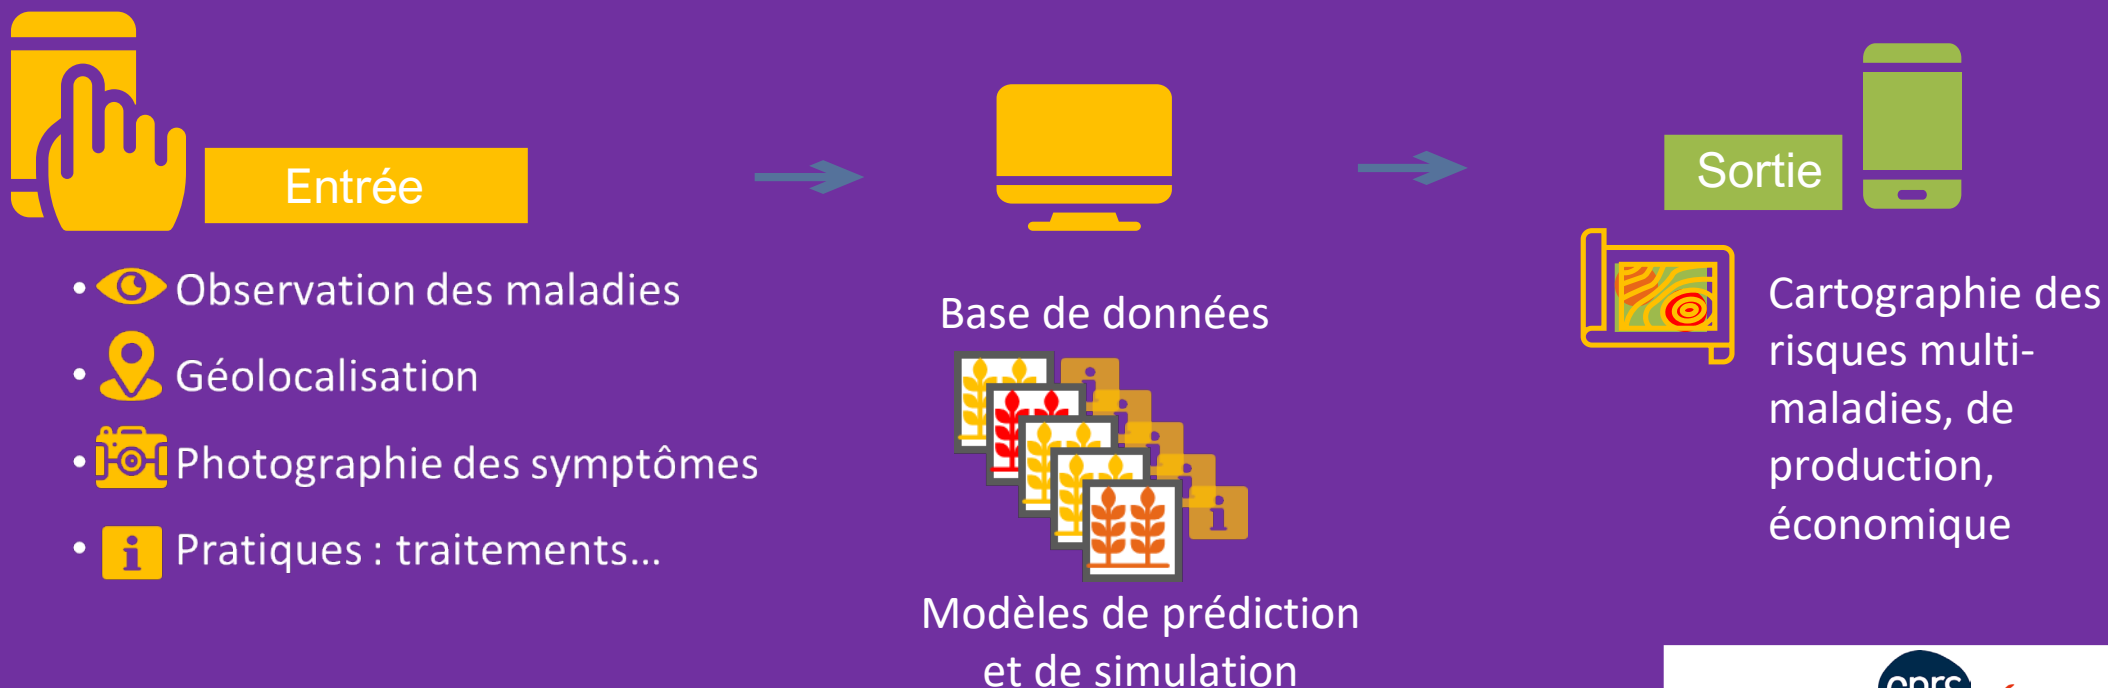 Entrée
• Observation des maladies
• Géolocalisation
• Photographie des symptômes
• i Pratiques : traitements...
Base de données
i
i
i
i
i
Modèles de prédiction
et de simulation
Sortie
Cartographie des
risques multi-
maladies, de
production,
économique
cnrs